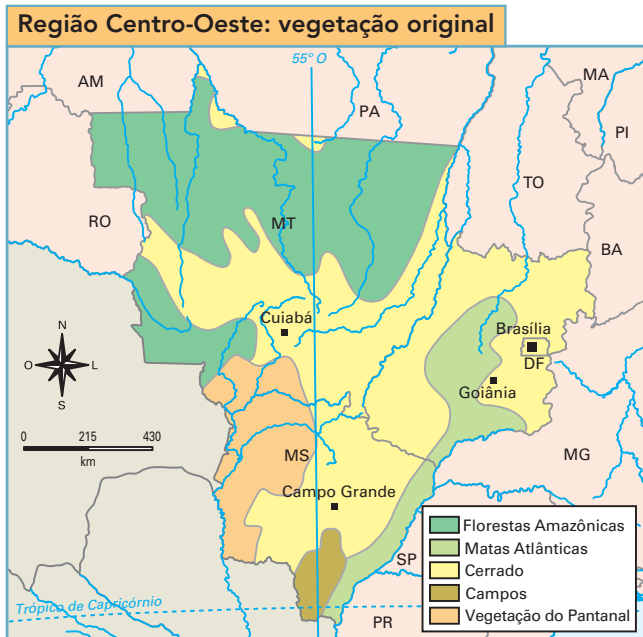 Região Centro-Oeste: vegetação original
55º O
AM
PA
MA
PI
TO
RO
MT
BA
Cuiabá
Brasília
DF
Goiânia
N
O
L
S
0 215 430
km
MS
MG
Campo Grande
SP
Trópico de Capricórnio
PR
Florestas Amazônicas
Matas Atlânticas
Cerrado
Campos
Vegetação do Pantanal